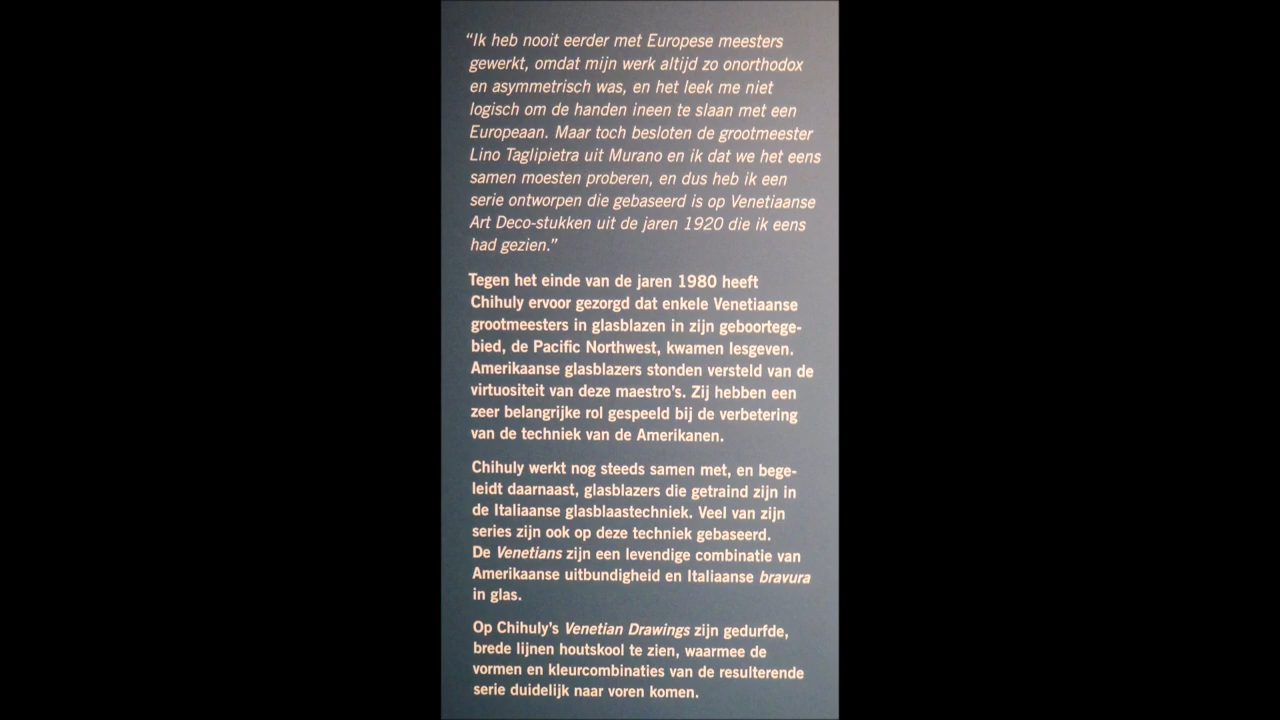 “Ik heb nooit eerder met Europese meesters
gewerkt, omdat mijn werk altijd zo onorthodox
en asymmetrisch was, en het leek me niet
logisch om de handen ineen te slaan met een
Europeaan. Maar toch besloten de grootmeester
Lino Taglipietra uit Murano en ik dat we het eens
samen moesten proberen, en dus heb ik een
serie ontworpen die gebaseerd is op Venetiaanse
Art Deco-stukken uit de jaren 1920 die ik eens
had gezien.”
Tegen het einde van de jaren 1980 heeft
Chihuly ervoor gezorgd dat enkele Venetiaanse
grootmeesters in glasblazen in zijn geboortege-
bied, de Pacific Northwest, kwamen lesgeven.
Amerikaanse glasblazers stonden versteld van de
virtuositeit van deze maestro’s. Zij hebben een
zeer belangrijke rol gespeeld bij de verbetering
van de techniek van de Amerikanen.
Chihuly werkt nog steeds samen met, en bege-
leidt daarnaast, glasblazers die getraind zijn in
de Italiaanse glasblaastechniek. Veel van zijn
series zijn ook op deze techniek gebaseerd.
De Venetians zijn een levendige combinatie van
Amerikaanse uitbundigheid en Italiaanse bravura
in glas.
Op Chihuly’s Venetian Drawings zijn gedurfde,
brede lijnen houtskool te zien, waarmee de
vormen en kleurcombinaties van de resulterende
serie duidelijk naar voren komen.